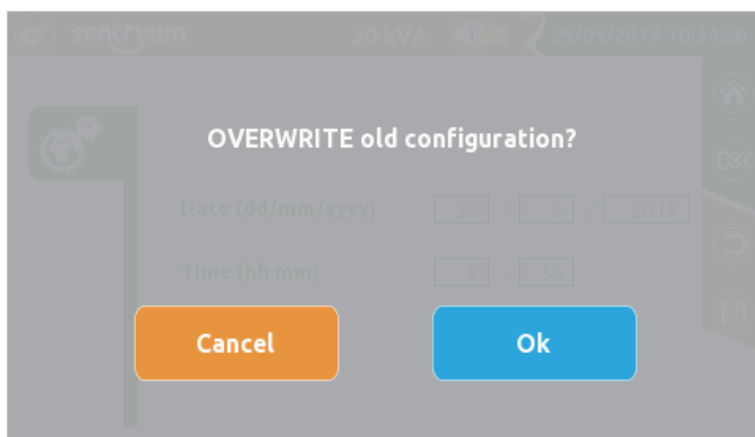 sentryum 20 kVA 25/05/2019 10:34:26
OVERWRITE old configuration?
Date (dd/mm/yyyy) 25 / 5 / 2019
Time (hh:mm) 9 : 30
Cancel Ok